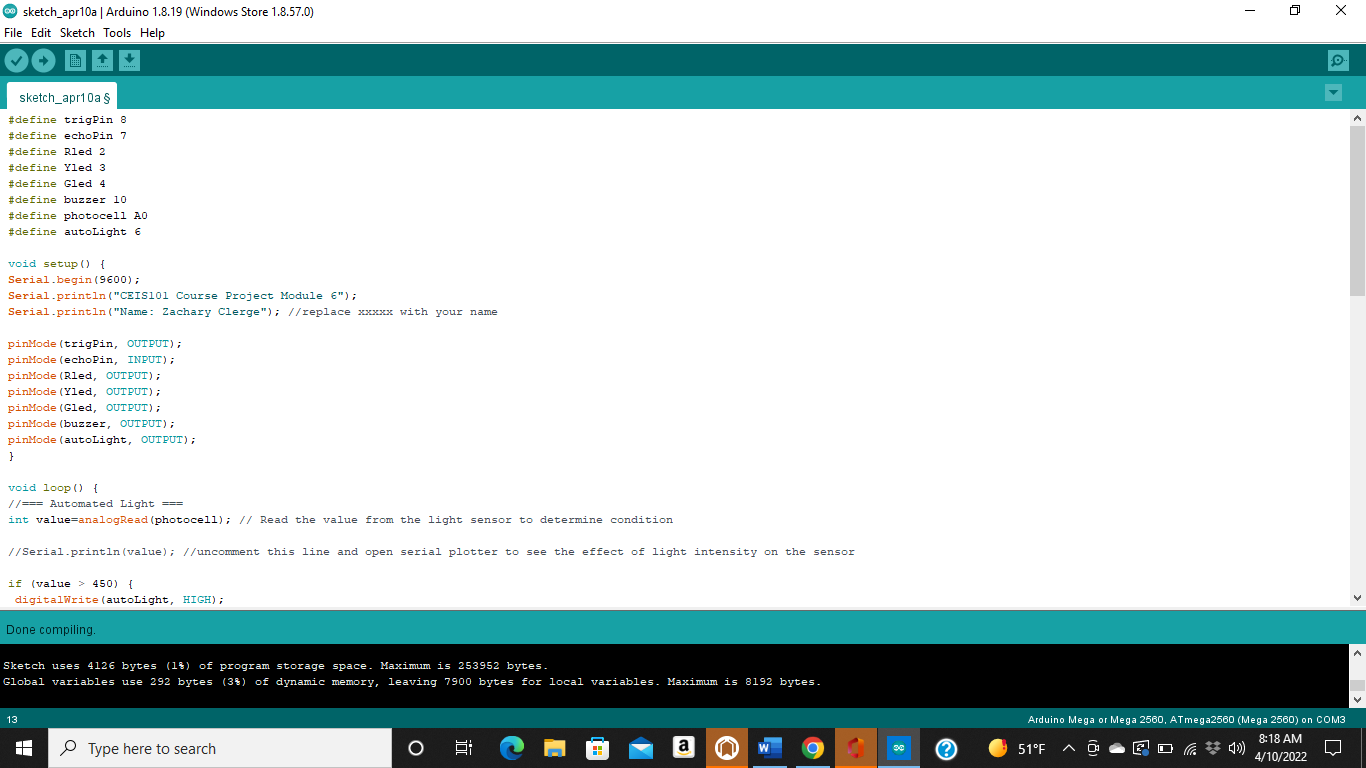 sketch_apr10a | Arduino 1.8.19 (Windows Store 1.8.57.0)
File Edit Sketch Tools Help
sketch_apr10a §
#define trigPin 8
#define echoPin 7
#define Rled 2
#define Yled 3
#define Gled 4
#define buzzer 10
#define photocell A0
#define autoLight 6
void setup() {
Serial.begin(9600);
Serial.println("CEIS101 Course Project Module 6");
Serial.println("Name: Zachary Clerge"); //replace xxxxx with your name
pinMode(trigPin, OUTPUT);
pinMode(echoPin, INPUT);
pinMode(Rled, OUTPUT);
pinMode(Yled, OUTPUT);
pinMode(Gled, OUTPUT);
pinMode(buzzer, OUTPUT);
pinMode(autoLight, OUTPUT);
}
void loop() {
//=== Automated Light ===
int value=analogRead(photocell); // Read the value from the light sensor to determine condition
//Serial.println(value); //uncomment this line and open serial plotter to see the effect of light intensity on the sensor
if (value > 450) {
digitalWrite(autoLight, HIGH);
Done compiling.
Sketch uses 4126 bytes (1%) of program storage space. Maximum is 253952 bytes.
Global variables use 292 bytes (3%) of dynamic memory, leaving 7900 bytes for local variables. Maximum is 8192 bytes.
13
Arduino Mega or Mega 2560, ATmega2560 (Mega 2560) on COM3
Type here to search
51°F
8:18 AM
4/10/2022